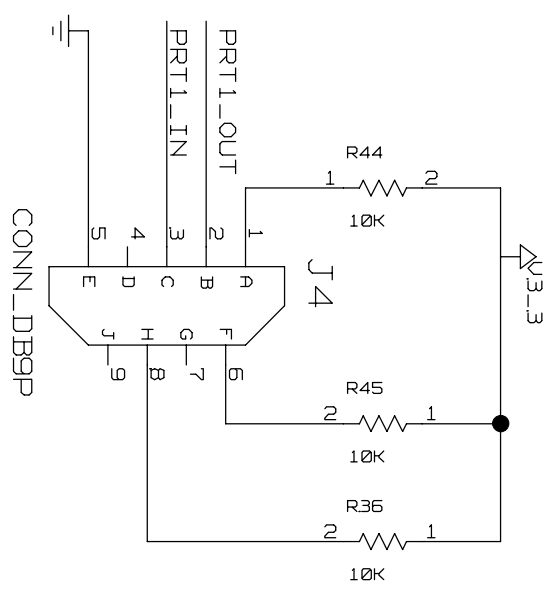 PRT1_IN
PRT1_OUT
R44
1
2
10K
5
4
3
2
1
E
D
C
B
A
J4
V3_3
CONN_DB9P
J
H
G
F
9
8
7
6
R45
2
1
10K
R36
2
1
10K